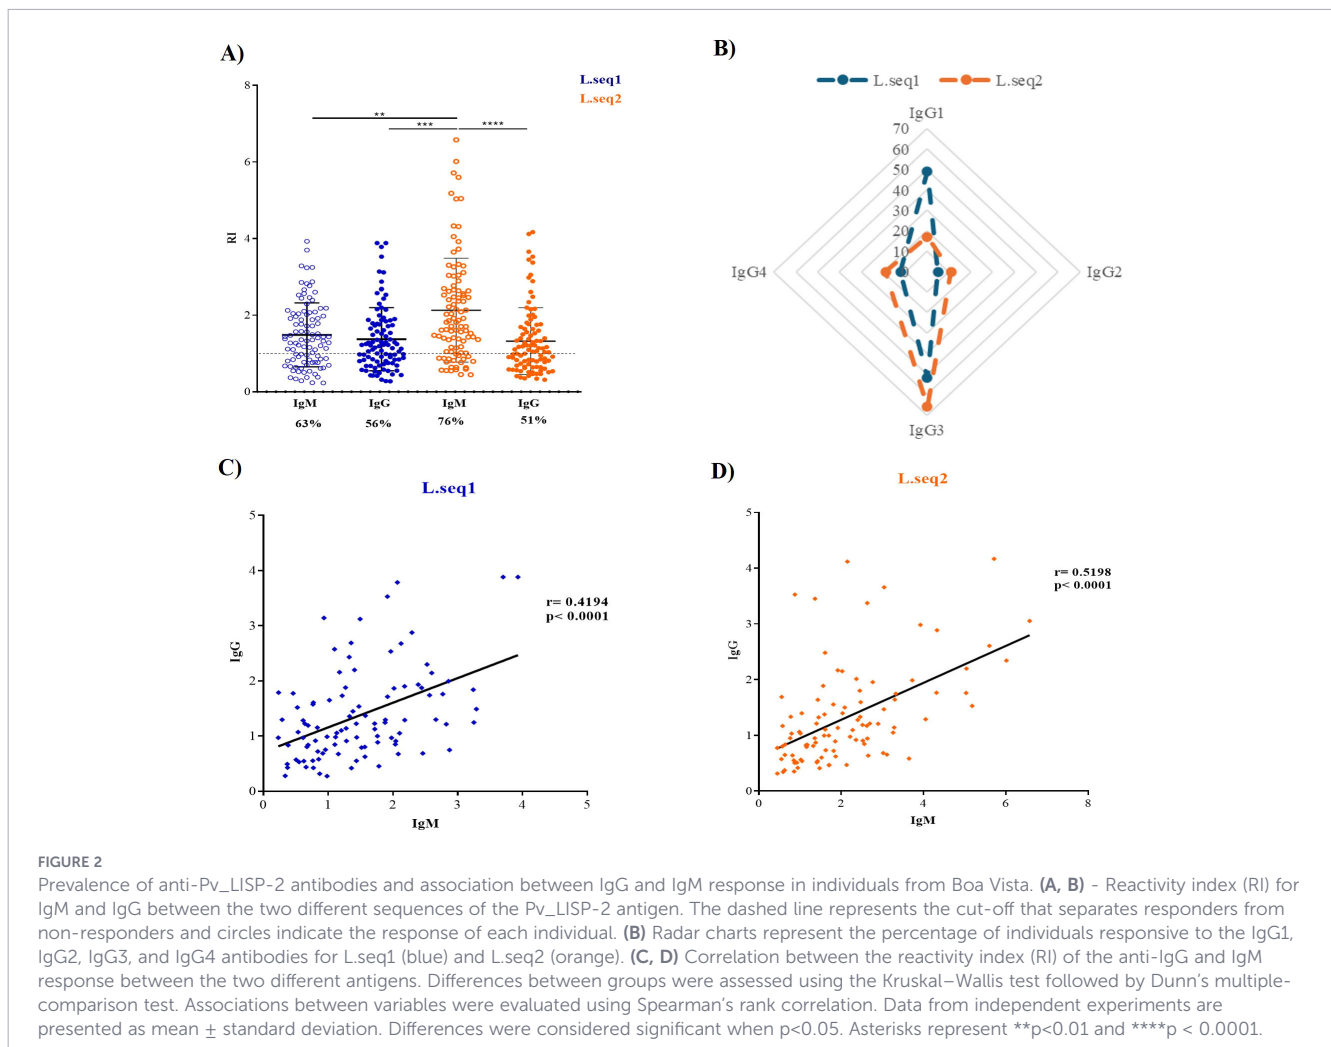 A)
L.seq1
L.seq2
**
***
****
8
6
4
2
0
RI
IgM
IgG
IgM
IgG
63%
56%
76%
51%
B)
L.seq1
L.seq2
IgG1
70
60
50
40
30
20
10
IgG4
IgG2
IgG3
C)
L.seq1
5
4
3
2
1
0
IgG
r= 0.4194
p< 0.0001
0
1
2
3
4
5
IgM
D)
L.seq2
5
4
3
2
1
0
IgG
r= 0.5198
p< 0.0001
0
2
4
6
8
IgM
FIGURE 2
Prevalence of anti-Pv_LISP-2 antibodies and association between IgG and IgM response in individuals from Boa Vista. (A, B) - Reactivity index (RI) for
IgM and IgG between the two different sequences of the Pv_LISP-2 antigen. The dashed line represents the cut-off that separates responders from
non-responders and circles indicate the response of each individual. (B) Radar charts represent the percentage of individuals responsive to the IgG1,
IgG2, IgG3, and IgG4 antibodies for L.seq1 (blue) and L.seq2 (orange). (C, D) Correlation between the reactivity index (RI) of the anti-IgG and IgM
response between the two different antigens. Differences between groups were assessed using the Kruskal–Wallis test followed by Dunn's multiple-
comparison test. Associations between variables were evaluated using Spearman's rank correlation. Data from independent experiments are
presented as mean ± standard deviation. Differences were considered significant when p<0.05. Asterisks represent **p<0.01 and ****p < 0.0001.